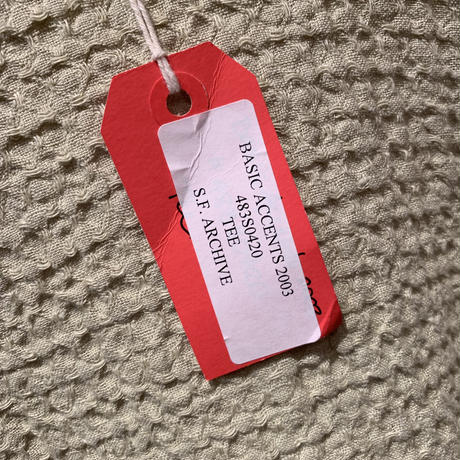 BASIC ACCENTS 2003
483S0420
TEE
S.F. ARCHIVE